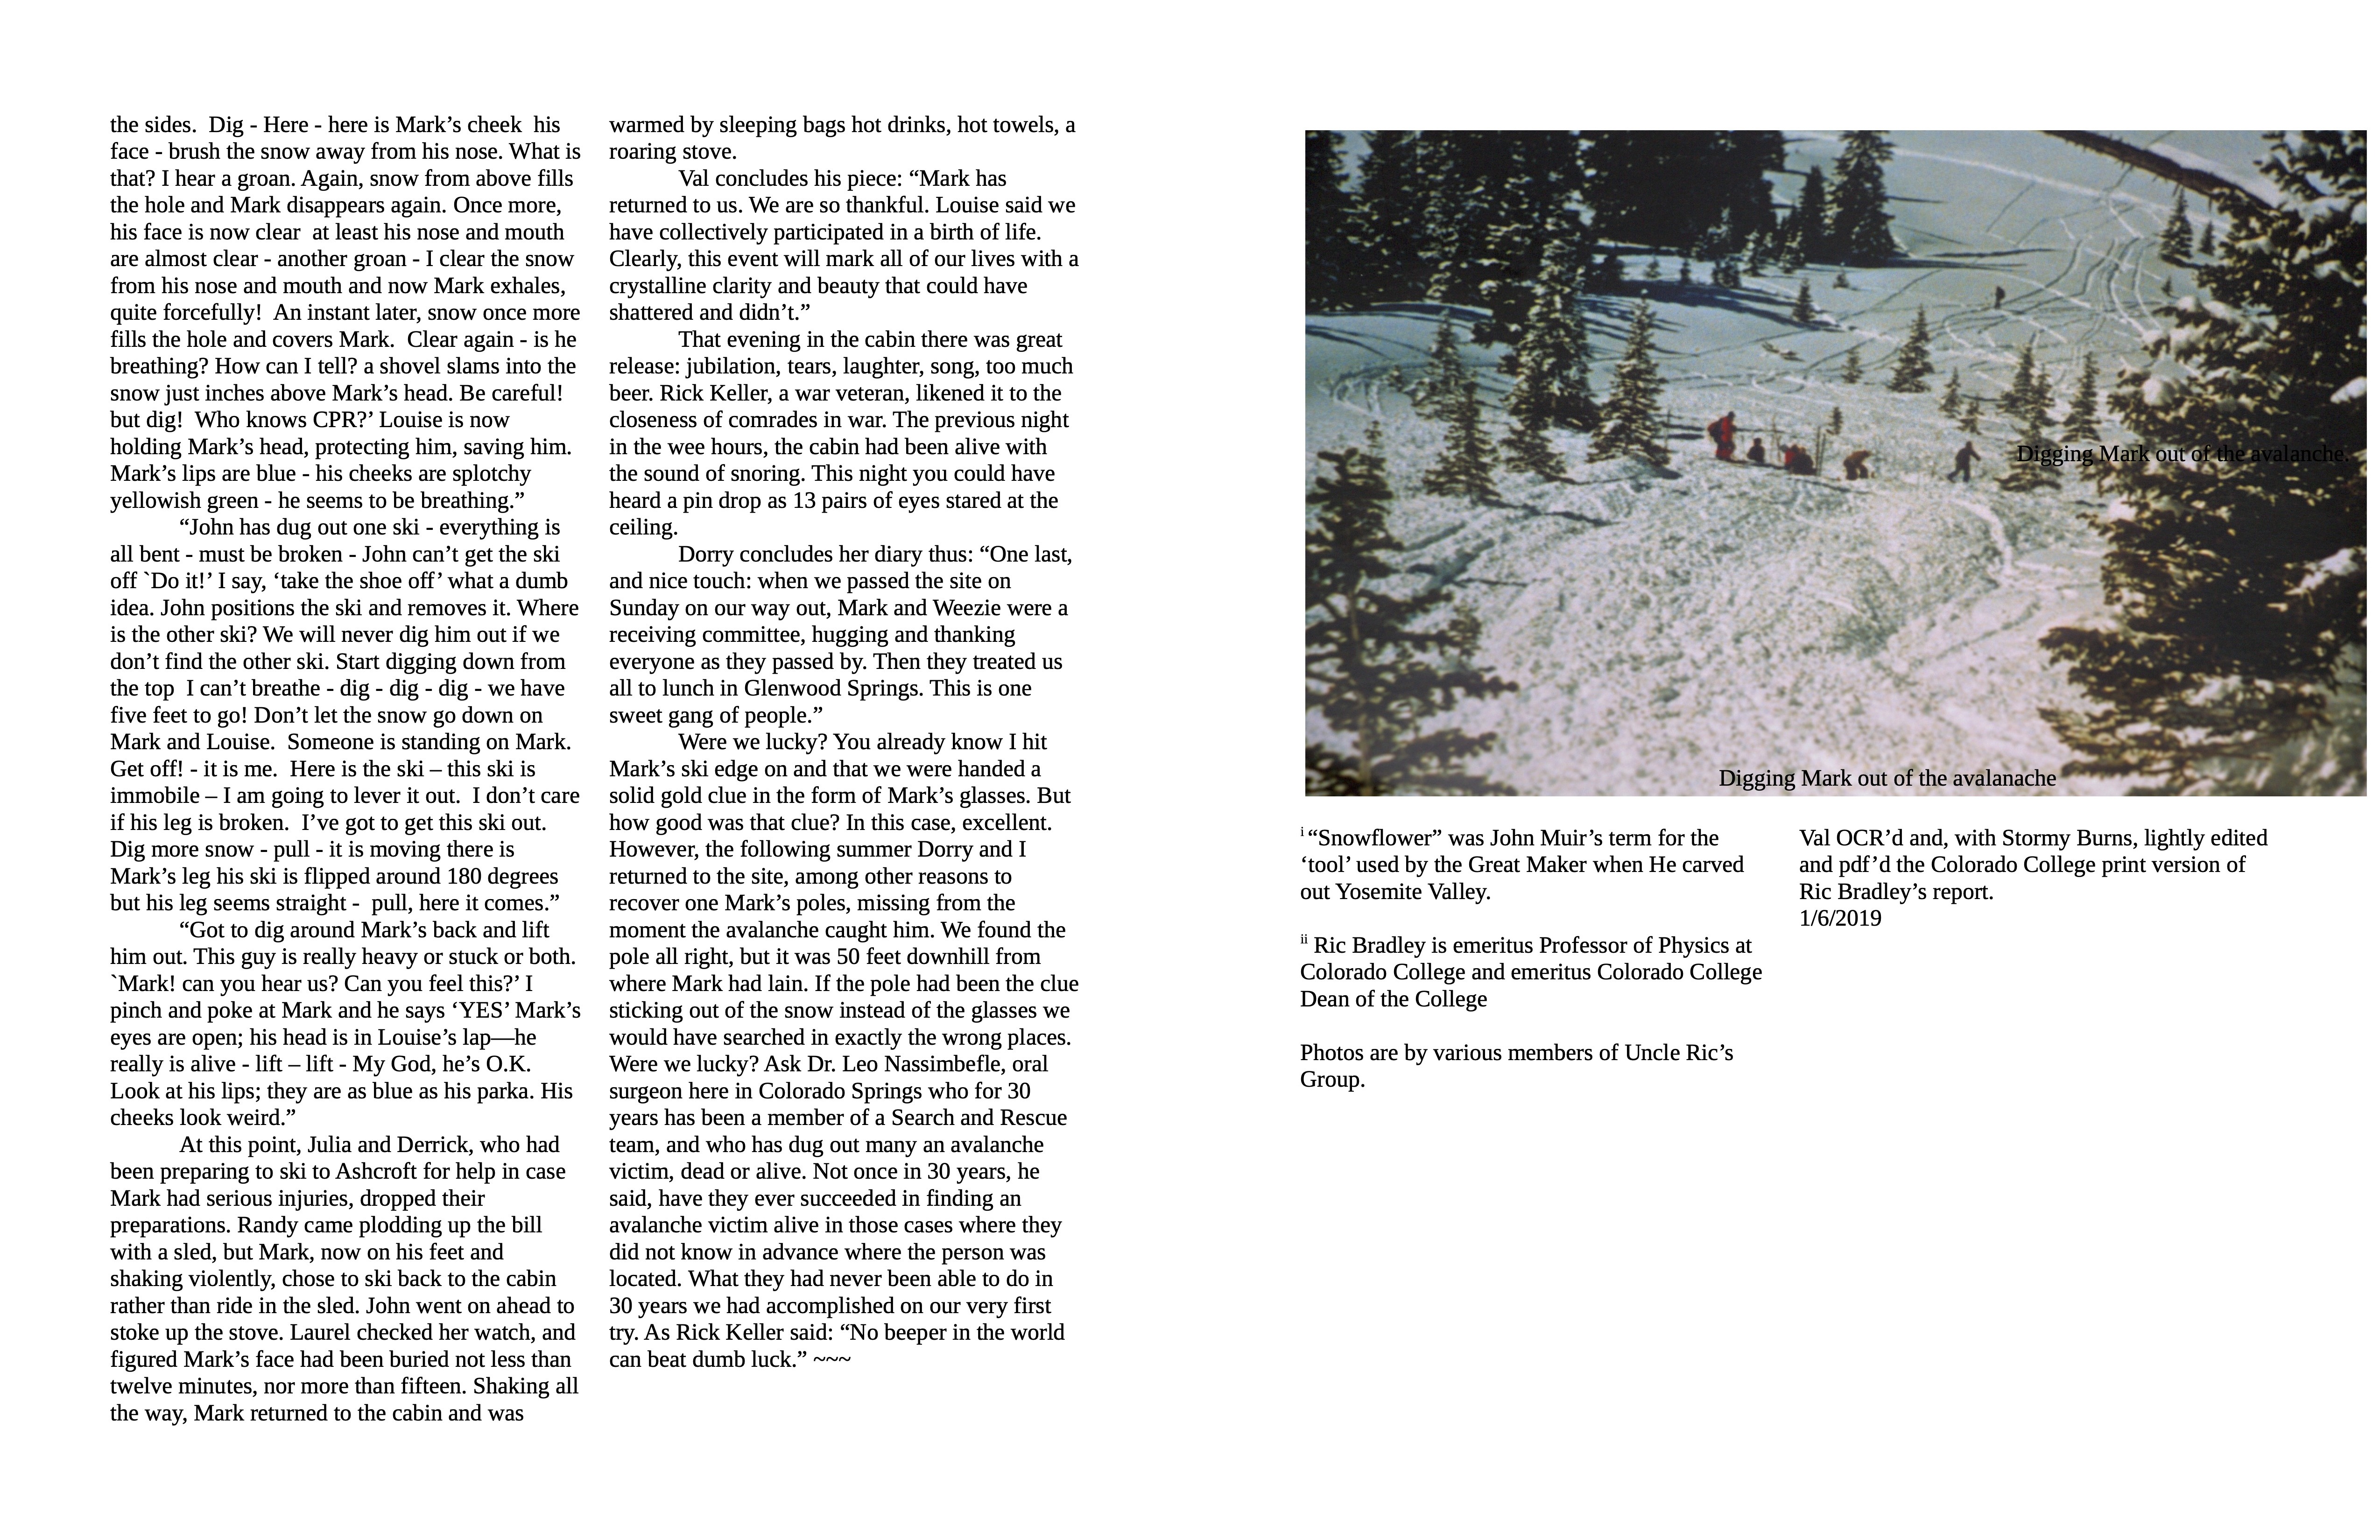 the sides.  Dig - Here - here is Mark’s cheek  his
face - brush the snow away from his nose. What is
that? I hear a groan. Again, snow from above fills
the hole and Mark disappears again. Once more,
his face is now clear  at least his nose and mouth
are almost clear - another groan - I clear the snow
from his nose and mouth and now Mark exhales,
quite forcefully!  An instant later, snow once more
fills the hole and covers Mark.  Clear again - is he
breathing? How can I tell? a shovel slams into the
snow just inches above Mark’s head. Be careful!
but dig!  Who knows CPR?’ Louise is now
holding Mark’s head, protecting him, saving him.
Mark’s lips are blue - his cheeks are splotchy
yellowish green - he seems to be breathing.”
“John has dug out one ski - everything is
all bent - must be broken - John can’t get the ski
off `Do it!’ I say, ‘take the shoe off’ what a dumb
idea. John positions the ski and removes it. Where
is the other ski? We will never dig him out if we
don’t find the other ski. Start digging down from
the top  I can’t breathe - dig - dig - dig - we have
five feet to go! Don’t let the snow go down on
Mark and Louise.  Someone is standing on Mark.
Get off! - it is me.  Here is the ski – this ski is
immobile – I am going to lever it out.  I don’t care
if his leg is broken.  I’ve got to get this ski out.
Dig more snow - pull - it is moving there is
Mark’s leg his ski is flipped around 180 degrees
but his leg seems straight -  pull, here it comes.”
“Got to dig around Mark’s back and lift
him out. This guy is really heavy or stuck or both.
`Mark! can you hear us? Can you feel this?’ I
pinch and poke at Mark and he says ‘YES’ Mark’s
eyes are open; his head is in Louise’s lap—he
really is alive - lift – lift - My God, he’s O.K.
Look at his lips; they are as blue as his parka. His
cheeks look weird.”
At this point, Julia and Derrick, who had
been preparing to ski to Ashcroft for help in case
Mark had serious injuries, dropped their
preparations. Randy came plodding up the bill
with a sled, but Mark, now on his feet and
shaking violently, chose to ski back to the cabin
rather than ride in the sled. John went on ahead to
stoke up the stove. Laurel checked her watch, and
figured Mark’s face had been buried not less than
twelve minutes, nor more than fifteen. Shaking all
the way, Mark returned to the cabin and was
warmed by sleeping bags hot drinks, hot towels, a
roaring stove.
Val concludes his piece: “Mark has
returned to us. We are so thankful. Louise said we
have collectively participated in a birth of life.
Clearly, this event will mark all of our lives with a
crystalline clarity and beauty that could have
shattered and didn’t.”
That evening in the cabin there was great
release: jubilation, tears, laughter, song, too much
beer. Rick Keller, a war veteran, likened it to the
closeness of comrades in war. The previous night
in the wee hours, the cabin had been alive with
the sound of snoring. This night you could have
heard a pin drop as 13 pairs of eyes stared at the
ceiling.
Dorry concludes her diary thus: “One last,
and nice touch: when we passed the site on
Sunday on our way out, Mark and Weezie were a
receiving committee, hugging and thanking
everyone as they passed by. Then they treated us
all to lunch in Glenwood Springs. This is one
sweet gang of people.”
Were we lucky? You already know I hit
Mark’s ski edge on and that we were handed a
solid gold clue in the form of Mark’s glasses. But
how good was that clue? In this case, excellent.
However, the following summer Dorry and I
returned to the site, among other reasons to
recover one Mark’s poles, missing from the
moment the avalanche caught him. We found the
pole all right, but it was 50 feet downhill from
where Mark had lain. If the pole had been the clue
sticking out of the snow instead of the glasses we
would have searched in exactly the wrong places.
Were we lucky? Ask Dr. Leo Nassimbefle, oral
surgeon here in Colorado Springs who for 30
years has been a member of a Search and Rescue
team, and who has dug out many an avalanche
victim, dead or alive. Not once in 30 years, he
said, have they ever succeeded in finding an
avalanche victim alive in those cases where they
did not know in advance where the person was
located. What they had never been able to do in
30 years we had accomplished on our very first
try. As Rick Keller said: “No beeper in the world
can beat dumb luck.” ~~~
Digging Mark out of the avalanche.
Digging Mark out of the avalanache
i “Snowflower” was John Muir’s term for the
‘tool’ used by the Great Maker when He carved
out Yosemite Valley.
ii Ric Bradley is emeritus Professor of Physics at
Colorado College and emeritus Colorado College
Dean of the College
Photos are by various members of Uncle Ric’s
Group.
Val OCR’d and, with Stormy Burns, lightly edited
and pdf’d the Colorado College print version of
Ric Bradley’s report.
1/6/2019